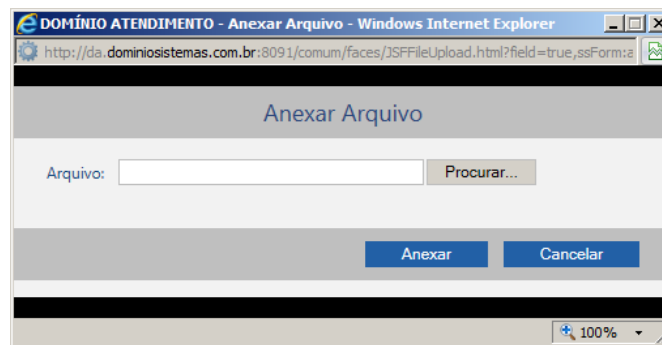 DOMÍNIO ATENDIMENTO - Anexar Arquivo - Windows Internet Explorer
http://da.dominiosistemas.com.br:8091/comum/faces/JSFFileUpload.html?field=true,ssForm:a
Anexar Arquivo
Arquivo: Procurar...
Anexar Cancelar
100%